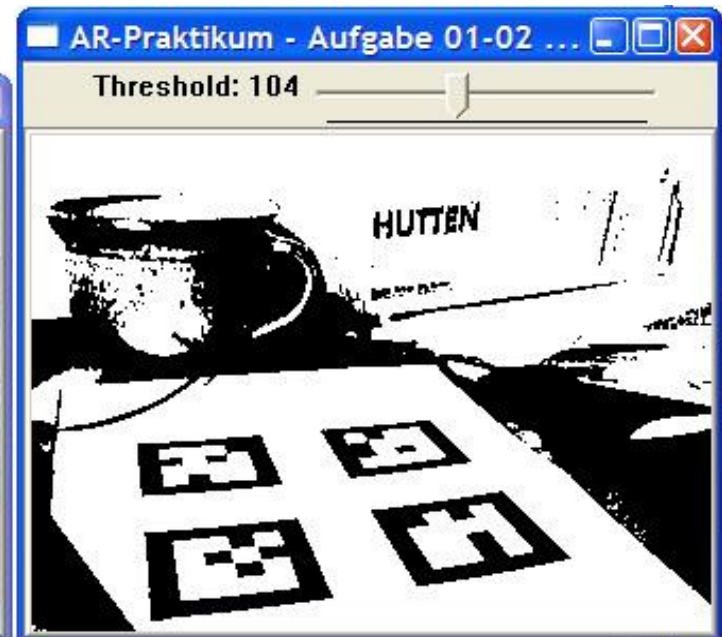 AR-Praktikum - Aufgabe 01-02 ...
Threshold: 104
HUTTEN